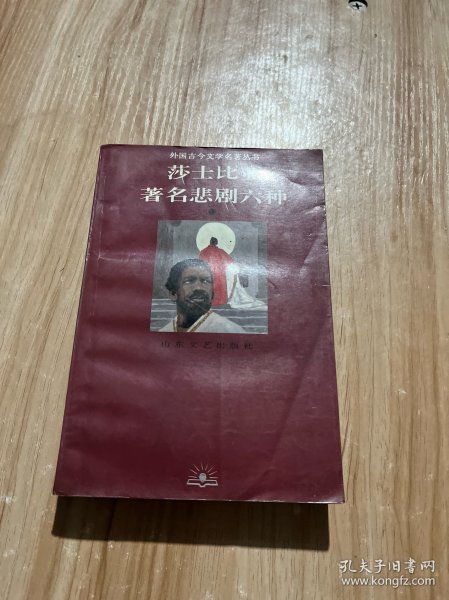 外国古今文学名著丛书
莎士比亚
著名悲剧六种
山东文艺出版社
孔夫子旧书网
www.kongfz.com